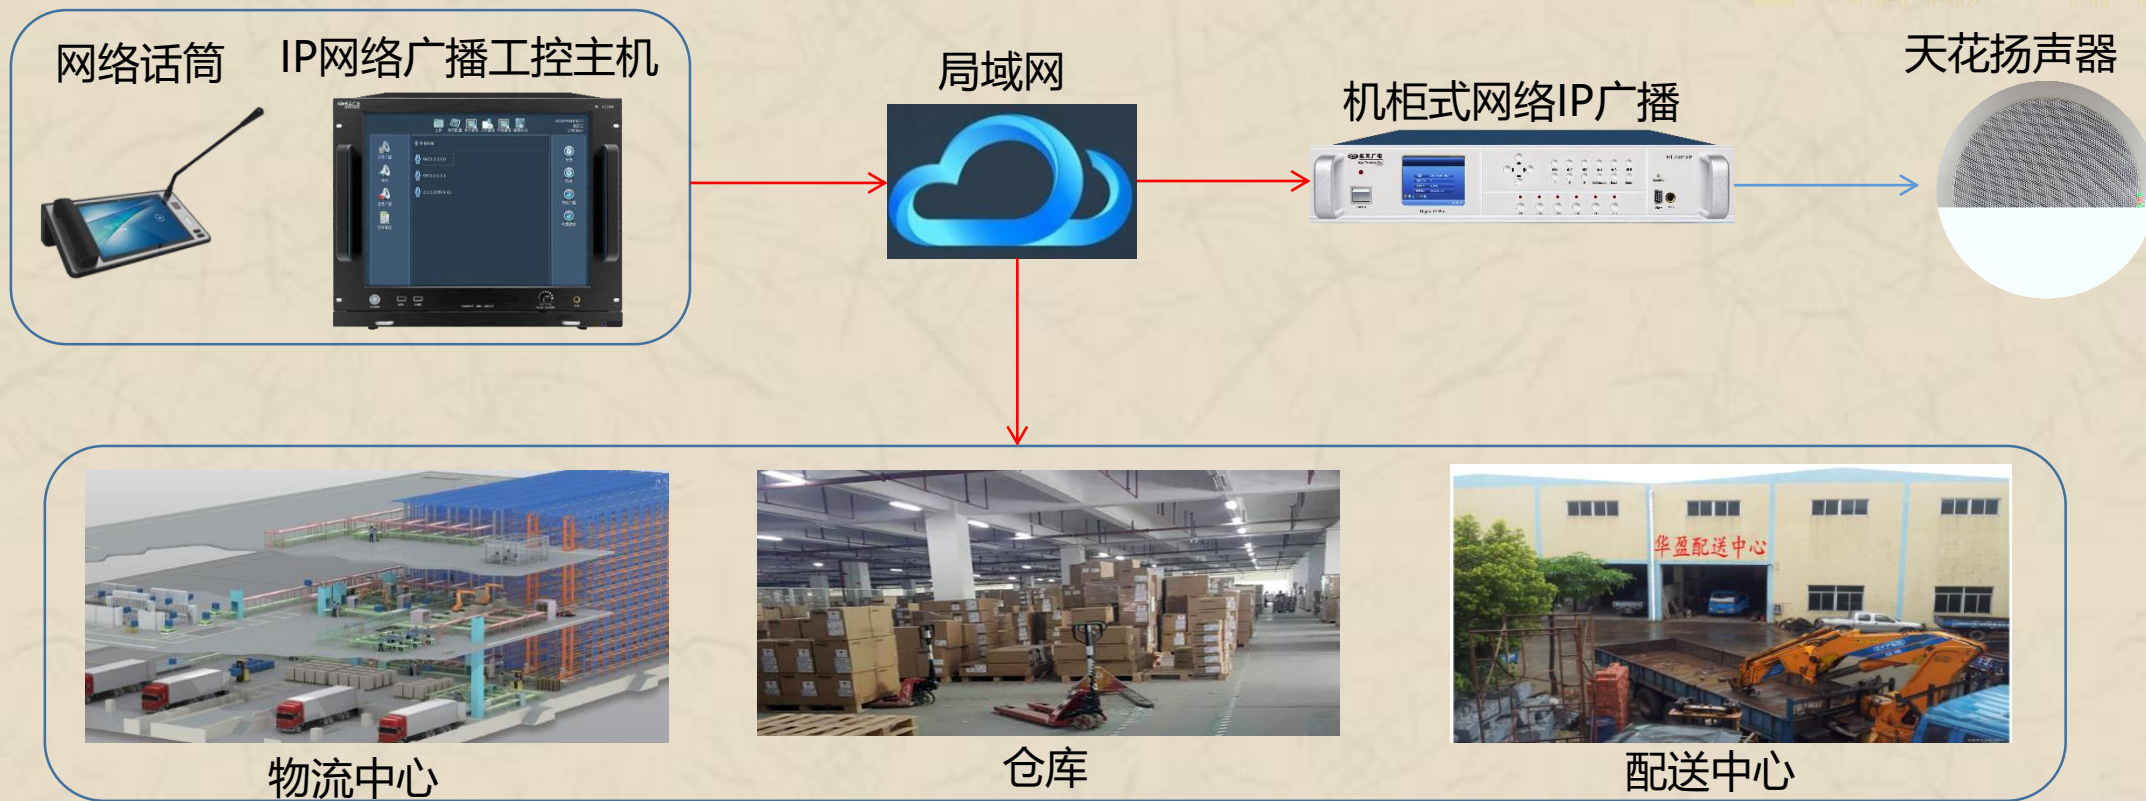 网络话筒
IP网络广播工控主机
局域网
机柜式网络IP广播
天花扬声器
华盈配送中心
物流中心
仓库
配送中心